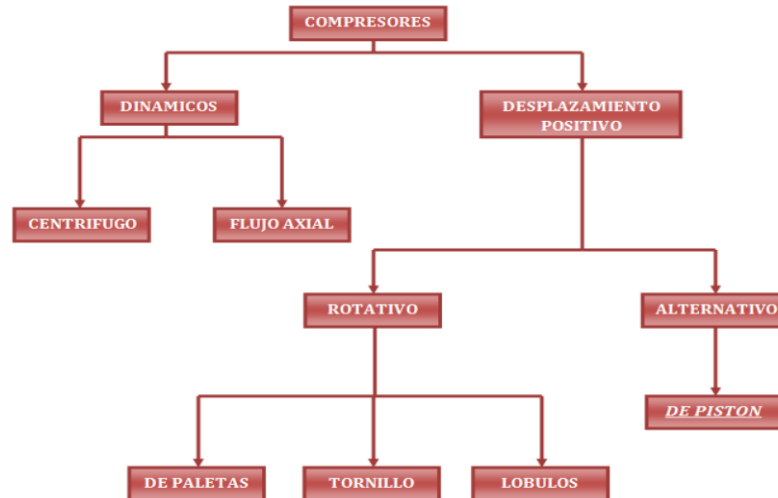 COMPRESORES
DINAMICOS
DESPLAZAMIENTO
POSITIVO
CENTRIFUGO
FLUJO AXIAL
ROTATIVO
ALTERNATIVO
DE PISTON
DE PALETAS
TORNILLO
LOBULOS